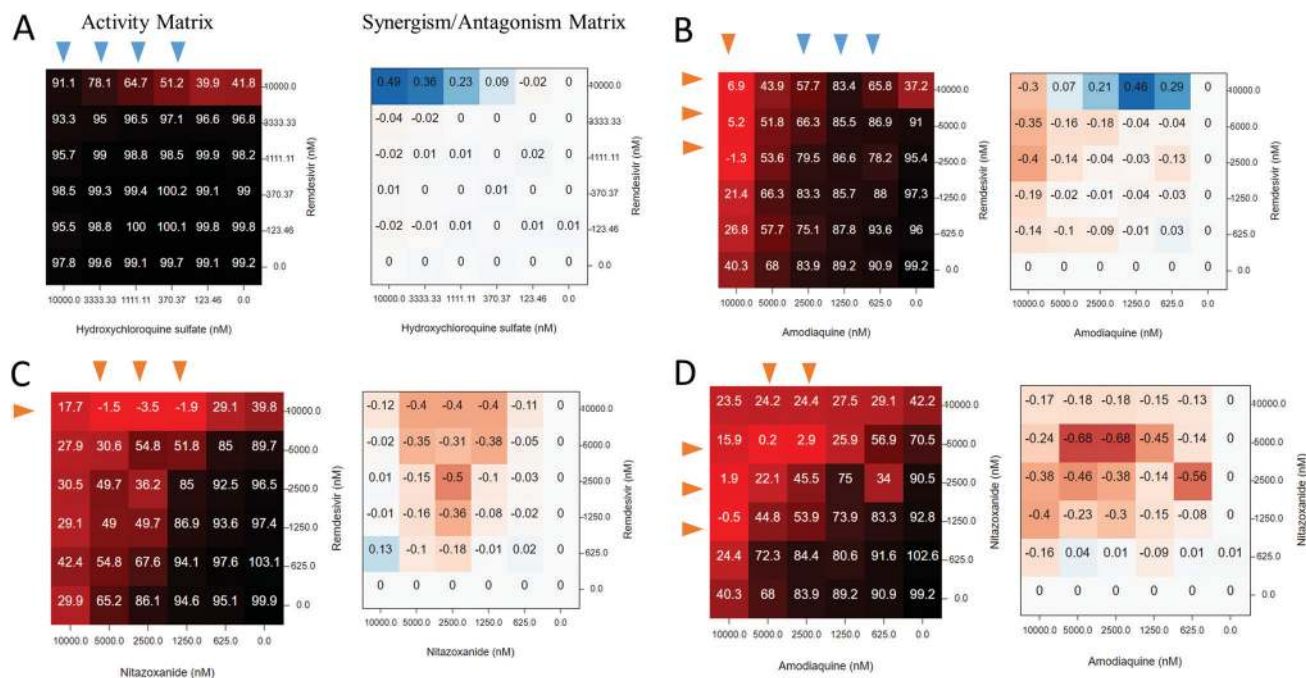 A
Activity Matrix
Synergism/Antagonism Matrix
91.1 78.1 64.7 51.2 39.9 41.8
93.3 95 96.5 97.1 96.6 96.8
95.7 99 98.8 98.5 99.9 98.2
98.5 99.3 99.4 100.2 99.1 99
95.5 98.8 100 100.1 99.8 99.8
97.8 99.6 99.1 99.7 99.1 99.2
40000.0
3333.33
1111.11
370.37
123.46
0.0
Remdesivir (nM)
10000.0 3333.33 1111.11 370.37 123.46 0.0
Hydroxychloroquine sulfate (nM)
0.49 0.36 0.23 0.09 -0.02 0
-0.04 -0.02 0 0 0 0
-0.02 0.01 0.01 0 0.02 0
0.01 0 0 0.01 0 0
-0.02 -0.01 0 0 0.01 0.01
0 0 0 0 0 0
40000.0
3333.33
1111.11
370.37
123.46
0.0
Remdesivir (nM)
10000.0 3333.33 1111.11 370.37 123.46 0.0
Hydroxychloroquine sulfate (nM)
B
6.9 43.9 57.7 83.4 65.8 37.2
5.2 51.8 66.3 85.5 86.9 91
-1.3 53.6 79.5 86.6 78.2 95.4
21.4 66.3 83.3 85.7 88 97.3
26.8 57.7 75.1 87.8 93.6 96
40.3 68 83.9 89.2 90.9 99.2
40000.0
5000.0
2500.0
1250.0
625.0
0.0
Remdesivir (nM)
10000.0 5000.0 2500.0 1250.0 625.0 0.0
Amodiaquine (nM)
-0.3 0.07 0.21 0.46 0.29 0
-0.35 -0.16 -0.18 -0.04 -0.04 0
-0.4 -0.14 -0.04 -0.03 -0.13 0
-0.19 -0.02 -0.01 -0.04 -0.03 0
-0.14 -0.1 -0.09 -0.01 0.03 0
0 0 0 0 0 0
40000.0
5000.0
2500.0
1250.0
625.0
0.0
Remdesivir (nM)
10000.0 5000.0 2500.0 1250.0 625.0 0.0
Amodiaquine (nM)
C
17.7 -1.5 -3.5 -1.9 29.1 39.8
27.9 30.6 54.8 51.8 85 89.7
30.5 49.7 36.2 85 92.5 96.5
29.1 49 49.7 86.9 93.6 97.4
42.4 54.8 67.6 94.1 97.6 103.1
29.9 65.2 86.1 94.6 95.1 99.9
40000.0
5000.0
2500.0
1250.0
625.0
0.0
Remdesivir (nM)
10000.0 5000.0 2500.0 1250.0 625.0 0.0
Nitazoxanide (nM)
-0.12 -0.4 -0.4 -0.4 -0.11 0
-0.02 -0.35 -0.31 -0.38 -0.05 0
0.01 -0.15 -0.5 -0.1 -0.03 0
-0.01 -0.16 -0.36 -0.08 -0.01 0
0.13 -0.1 -0.18 -0.01 0.02 0
0 0 0 0 0 0
40000.0
5000.0
2500.0
1250.0
625.0
0.0
Remdesivir (nM)
10000.0 5000.0 2500.0 1250.0 625.0 0.0
Nitazoxanide (nM)
D
23.5 24.2 24.4 27.5 29.1 42.2
15.9 0.2 2.9 25.9 56.9 70.5
1.9 22.1 45.5 75 34 90.5
-0.5 44.8 53.9 73.9 83.3 92.8
24.4 72.3 84.4 80.6 91.6 102.6
40.3 68 83.9 89.2 90.9 99.2
40000.0
5000.0
2500.0
1250.0
625.0
0.0
Nitazoxanide (nM)
10000.0 5000.0 2500.0 1250.0 625.0 0.0
Amodiaquine (nM)
-0.17 -0.18 -0.18 -0.15 -0.13 0
-0.24 -0.68 -0.68 -0.45 -0.14 0
-0.38 -0.46 -0.38 -0.14 -0.56 0
-0.4 -0.23 -0.3 -0.15 -0.08 0
-0.16 0.04 0.01 -0.09 0.01 0.01
0 0 0 0 0 0
40000.0
5000.0
2500.0
1250.0
625.0
0.0
Nitazoxanide (nM)
10000.0 5000.0 2500.0 1250.0 625.0 0.0
Amodiaquine (nM)